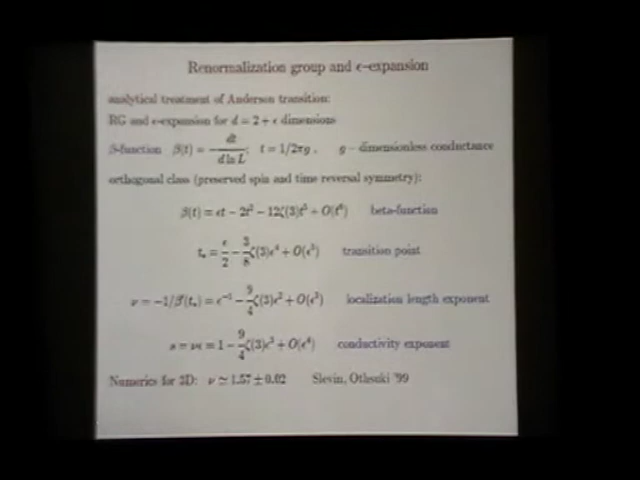 Renormalization group and ϵ–expansion
analytical treatment of Anderson transition:
RG and ϵ-expansion for d = 2 + ϵ dimensions
β-function β(t) = − dt / d ln L ; t = 1/2πg , g – dimensionless conductance
orthogonal class (preserved spin and time reversal symmetry):
β(t) = ϵt − 2t² − 12ζ(3)t⁵ + O(t⁶) beta-function
t* = ϵ/2 − 3/8 ζ(3)ϵ⁴ + O(ϵ⁵) transition point
ν = −1/β′(t*) = ϵ⁻¹ − 9/4 ζ(3)ϵ² + O(ϵ³) localization length exponent
s = νϵ = 1 − 9/4 ζ(3)ϵ³ + O(ϵ⁴) conductivity exponent
Numerics for 3D: ν ≃ 1.57 ± 0.02 Slevin, Othsuki '99